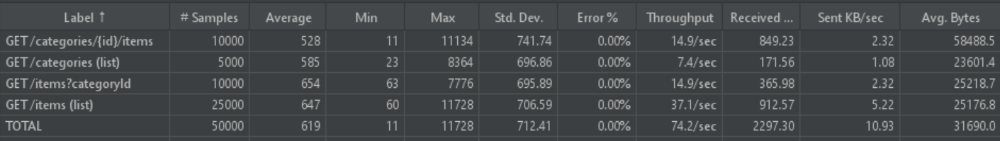 Label ↑ # Samples Average Min Max Std. Dev. Error % Throughput Received ... Sent KB/sec Avg. Bytes
GET /categories/{id}/items 10000 528 11 11134 741.74 0.00% 14.9/sec 849.23 2.32 58488.5
GET /categories (list) 5000 585 23 8364 696.86 0.00% 7.4/sec 171.56 1.08 23601.4
GET /items?categoryId 10000 654 63 7776 695.89 0.00% 14.9/sec 365.98 2.32 25218.7
GET /items (list) 25000 647 60 11728 706.59 0.00% 37.1/sec 912.57 5.22 25176.8
TOTAL 50000 619 11 11728 712.41 0.00% 74.2/sec 2297.30 10.93 31690.0